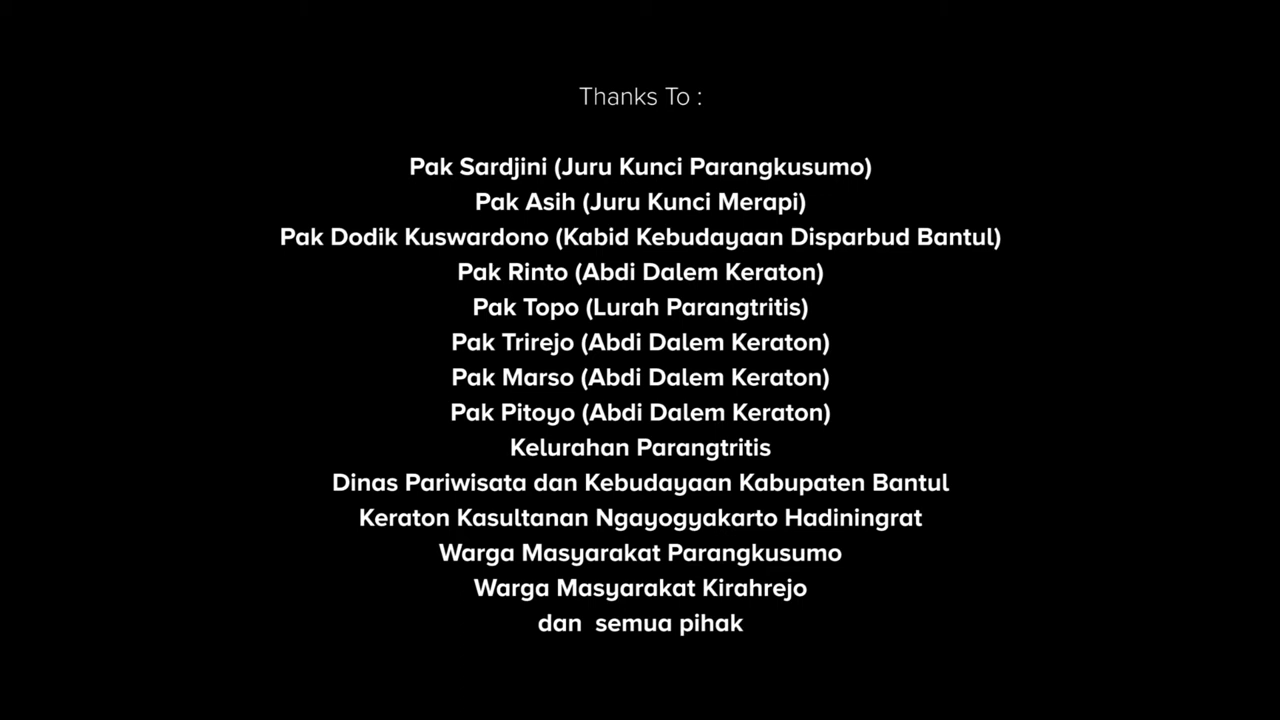 Thanks To :
Pak Sardjini (Juru Kunci Parangkusumo)
Pak Asih (Juru Kunci Merapi)
Pak Dodik Kuswardono (Kabid Kebudayaan Disparbud Bantul)
Pak Rinto (Abdi Dalem Keraton)
Pak Topo (Lurah Parangtritis)
Pak Trirejo (Abdi Dalem Keraton)
Pak Marso (Abdi Dalem Keraton)
Pak Pitoyo (Abdi Dalem Keraton)
Kelurahan Parangtritis
Dinas Pariwisata dan Kebudayaan Kabupaten Bantul
Keraton Kasultanan Ngayogyakarto Hadiningrat
Warga Masyarakat Parangkusumo
Warga Masyarakat Kirahrejo
dan  semua pihak